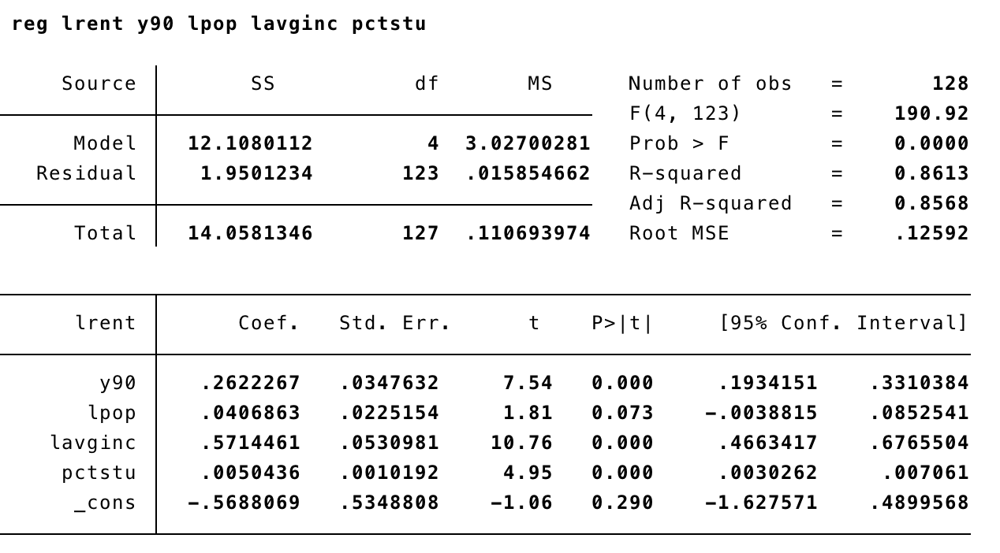 reg lrent y90 lpop lavginc pctstu
Source SS df MS Number of obs = 128
F(4, 123) = 190.92
Model 12.1080112 4 3.02700281 Prob > F = 0.0000
Residual 1.9501234 123 .015854662 R-squared = 0.8613
Adj R-squared = 0.8568
Total 14.0581346 127 .110693974 Root MSE = .12592
lrent Coef. Std. Err. t P>|t| [95% Conf. Interval]
y90 .2622267 .0347632 7.54 0.000 .1934151 .3310384
lpop .0406863 .0225154 1.81 0.073 -.0038815 .0852541
lavginc .5714461 .0530981 10.76 0.000 .4663417 .6765504
pctstu .0050436 .0010192 4.95 0.000 .0030262 .007061
_cons -.5688069 .5348808 -1.06 0.290 -1.627571 .4899568